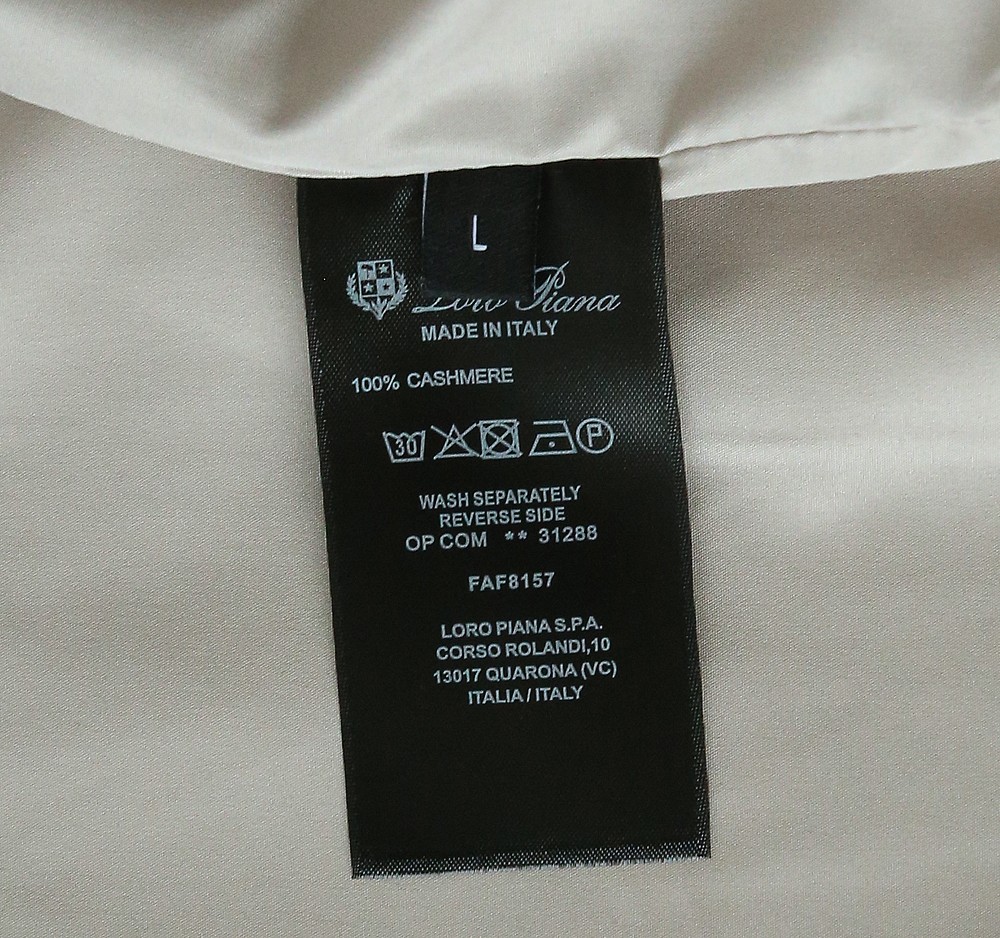 L
Loro Piana
MADE IN ITALY
100% CASHMERE
30 P
WASH SEPARATELY
REVERSE SIDE
OP COM ** 31288
FAF8157
LORO PIANA S.P.A.
CORSO ROLANDI,10
13017 QUARONA (VC)
ITALIA / ITALY